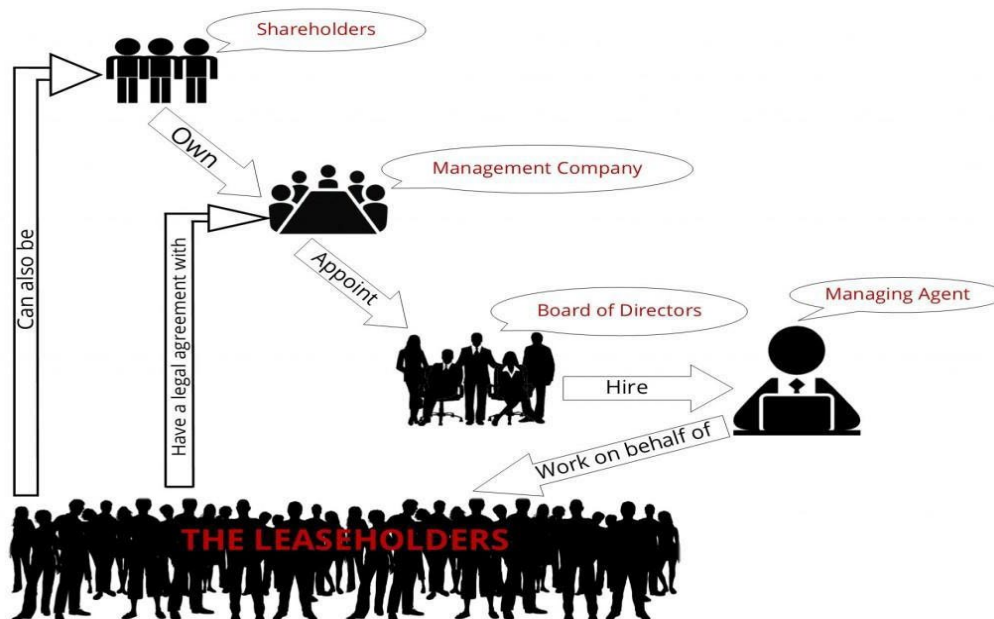 Shareholders
Own
Management Company
Can also be
Have a legal agreement with
Appoint
Board of Directors
Managing Agent
Hire
Work on behalf of
THE LEASEHOLDERS